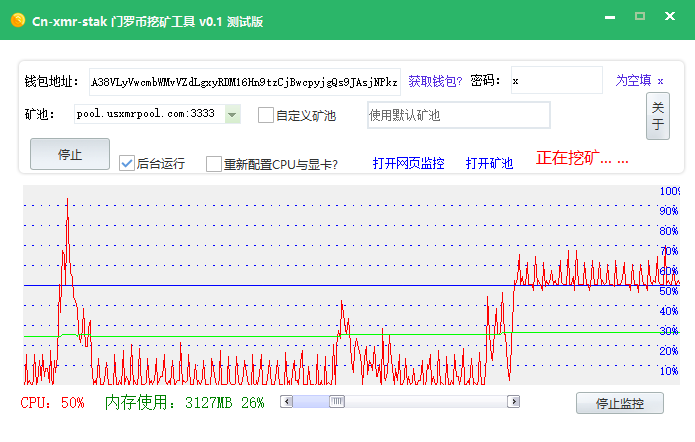 Cn-xmr-stak 门罗币挖矿工具 v0.1 测试版
钱包地址: A38VLyVwcmbWMvVZdLgxyRDM16Hn9tzCjBwcpyjgQs9JAsjNPkz 获取钱包? 密码: x 为空填 x
矿池: pool.usxmrpool.com:3333 自定义矿池 使用默认矿池 关于
停止 后台运行 重新配置CPU与显卡? 打开网页监控 打开矿池 正在挖矿... ...
100%
90%
80%
70%
60%
50%
40%
30%
20%
10%
CPU: 50% 内存使用: 3127MB 26% 停止监控